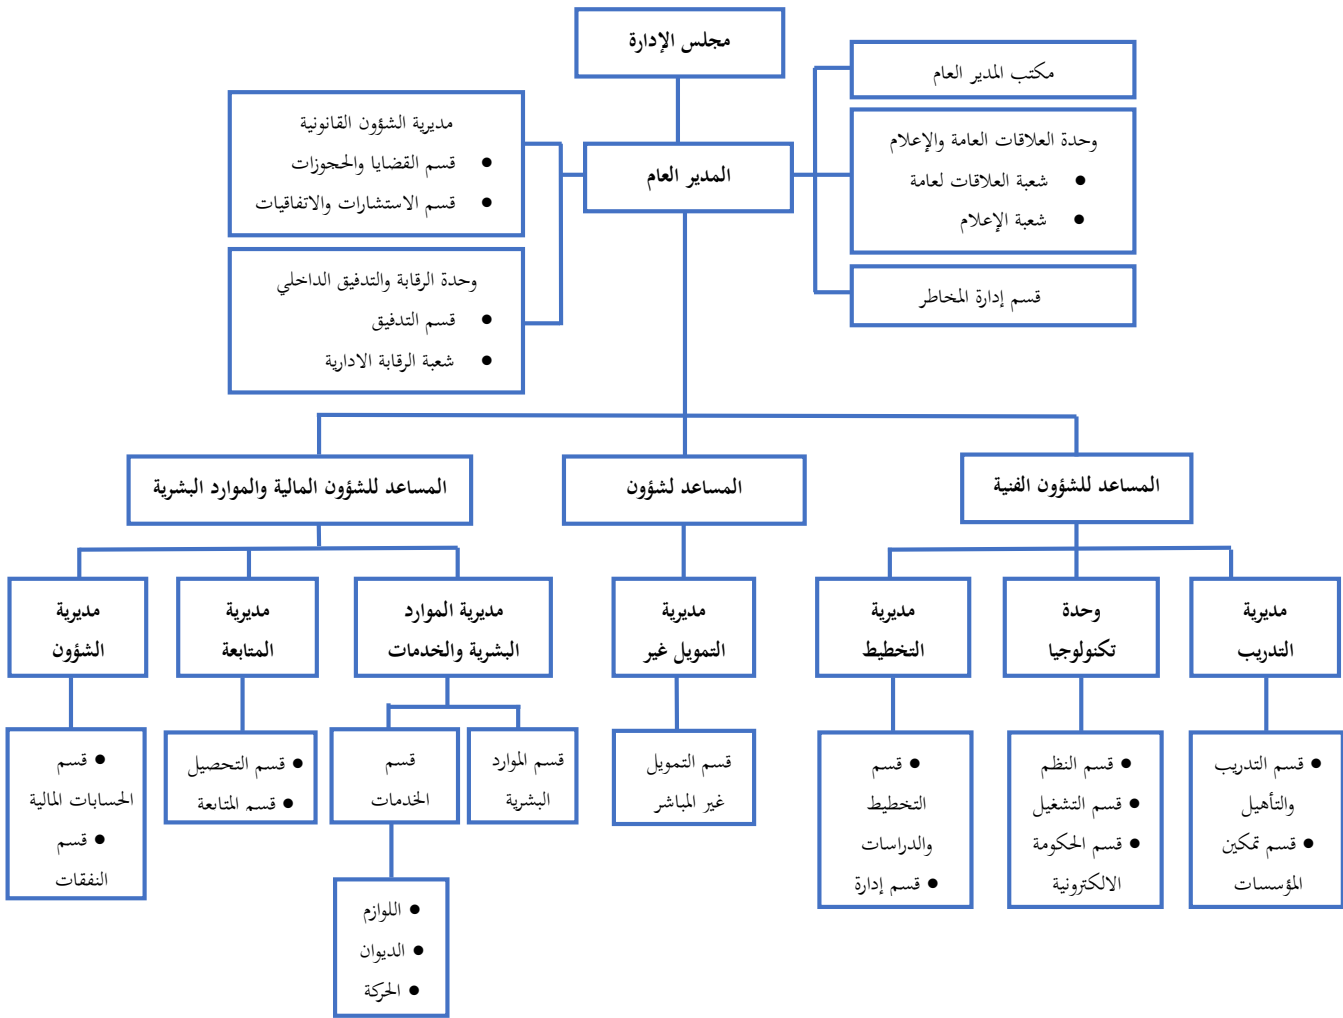 مجلس الإدارة
مكتب المدير العام
مديرية الشؤون القانونية
● قسم القضايا والحجوزات
● قسم الاستشارات والاتفاقيات
المدير العام
وحدة العلاقات العامة والإعلام
● شعبة العلاقات لعامة
● شعبة الإعلام
وحدة الرقابة والتدفيق الداخلي
● قسم التدفيق
● شعبة الرقابة الادارية
قسم إدارة المخاطر
المساعد للشؤون الفنية
المساعد لشؤون
المساعد للشؤون المالية والموارد البشرية
مديرية
التدريب
وحدة
تكنولوجيا
مديرية
التخطيط
مديرية
التمويل غير
مديرية الموارد
البشرية والخدمات
مديرية
المتابعة
مديرية
الشؤون
● قسم التدريب
والتأهيل
● قسم تمكين
المؤسسات
● قسم النظم
● قسم التشغيل
● قسم الحكومة
الالكترونية
● قسم
التخطيط
والدراسات
● قسم إدارة
قسم التمويل
غير المباشر
قسم الموارد
البشرية
قسم
الخدمات
● قسم التحصيل
● قسم المتابعة
● قسم
الحسابات المالية
● قسم
النفقات
● اللوازم
● الديوان
● الحركة